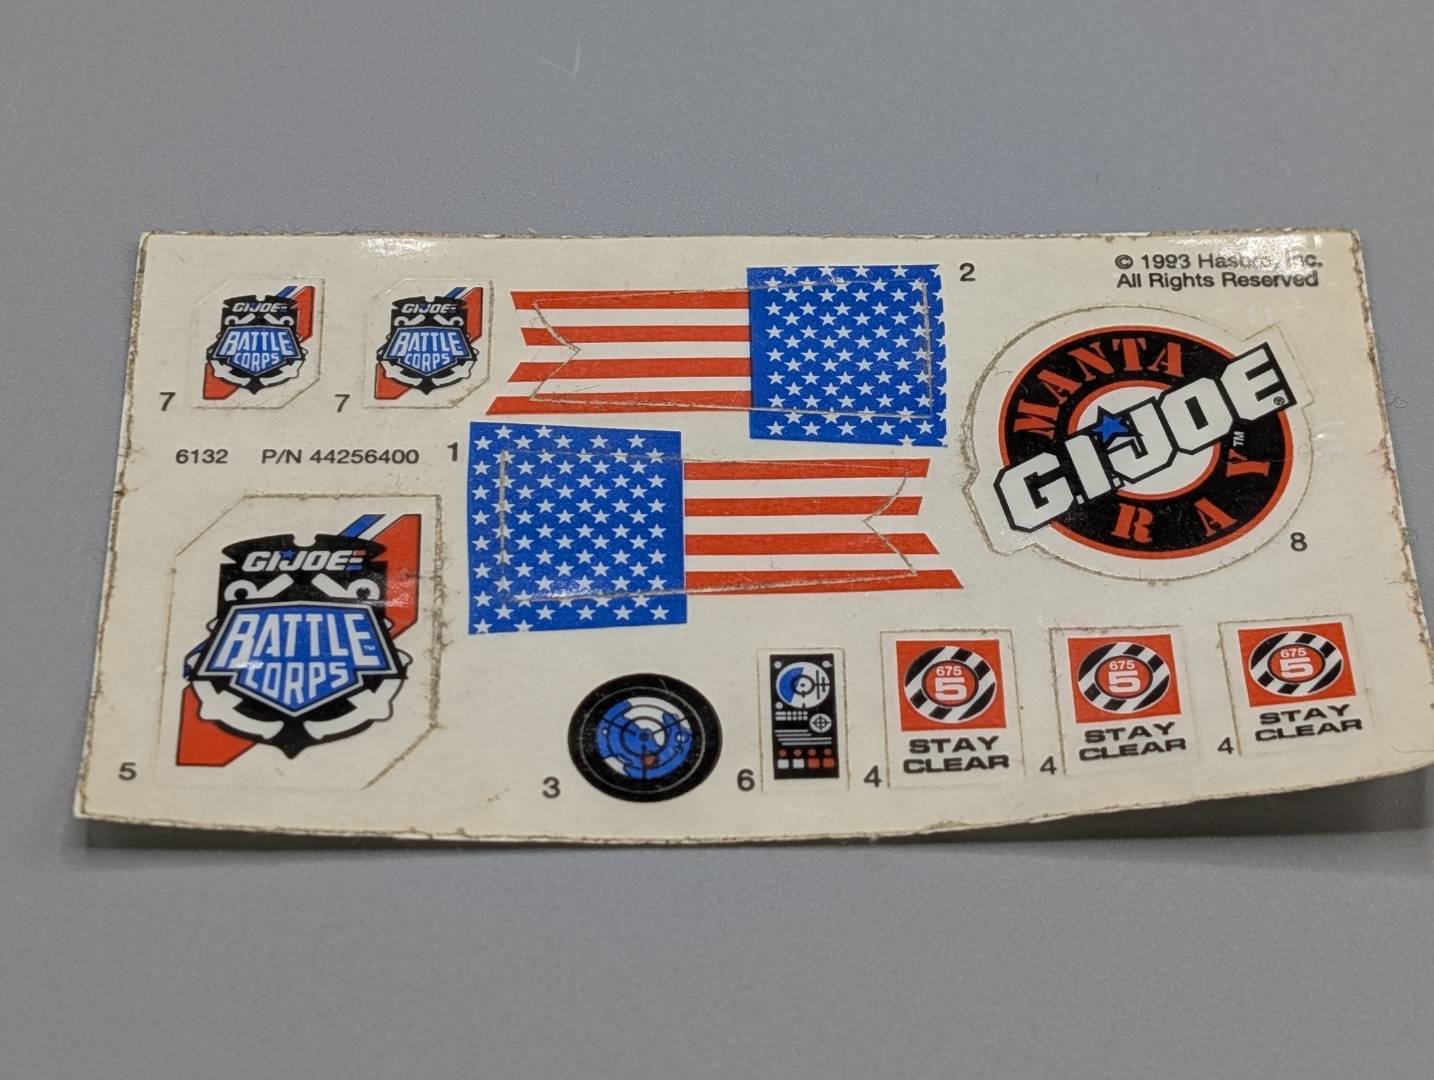 © 1993 Hasbro, Inc.
All Rights Reserved
2
GI JOE
BATTLE
CORPS
7
GI JOE
BATTLE
CORPS
7
MANTA
G.I. JOE®
RAY™
8
6132 P/N 44256400
1
GI JOE
BATTLE™
CORPS
5
3
6
675
5
STAY
CLEAR
4
675
5
STAY
CLEAR
4
675
5
STAY
CLEAR
4